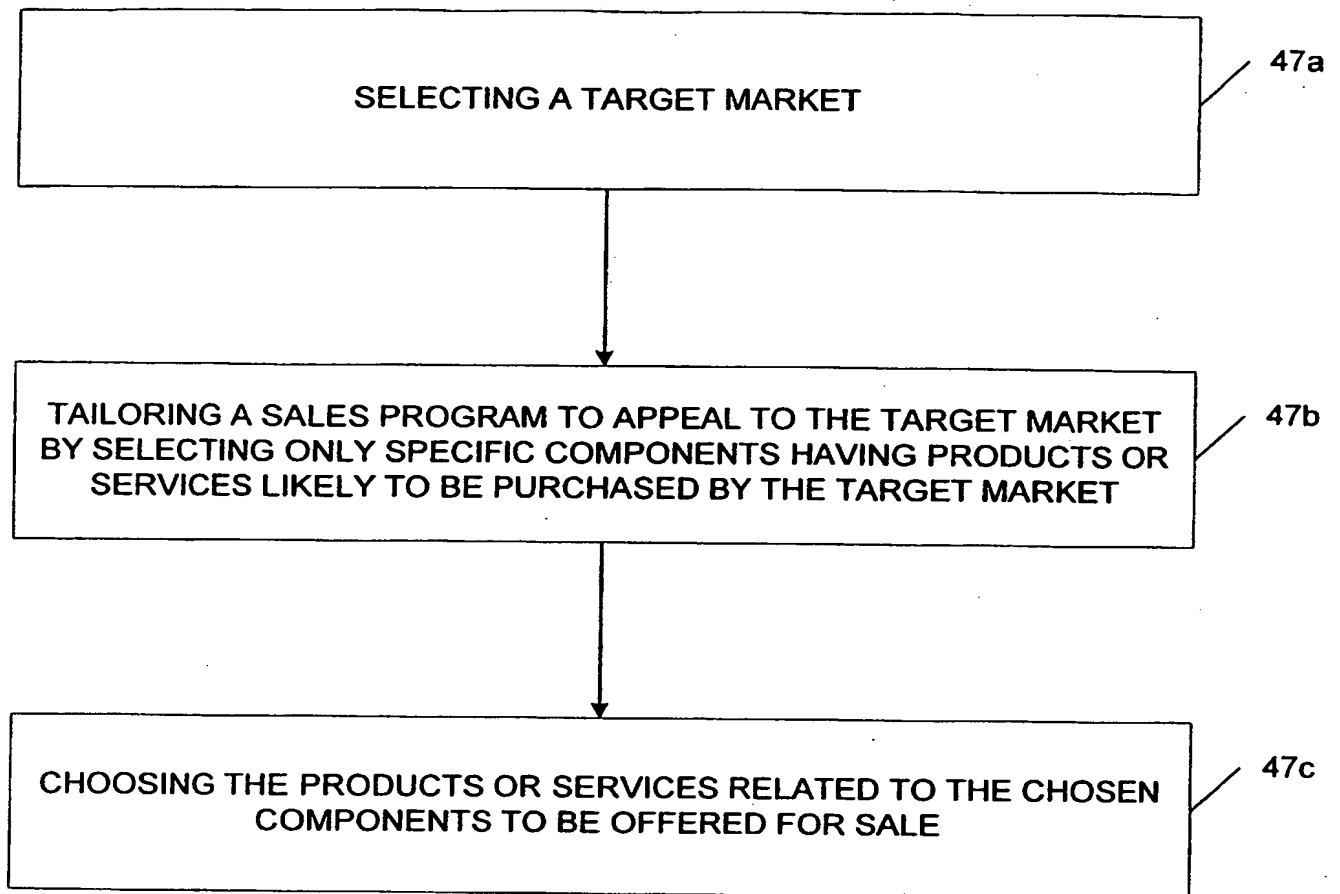 SELECTING A TARGET MARKET
47a
TAILORING A SALES PROGRAM TO APPEAL TO THE TARGET MARKET
BY SELECTING ONLY SPECIFIC COMPONENTS HAVING PRODUCTS OR
SERVICES LIKELY TO BE PURCHASED BY THE TARGET MARKET
47b
CHOOSING THE PRODUCTS OR SERVICES RELATED TO THE CHOSEN
COMPONENTS TO BE OFFERED FOR SALE
47c